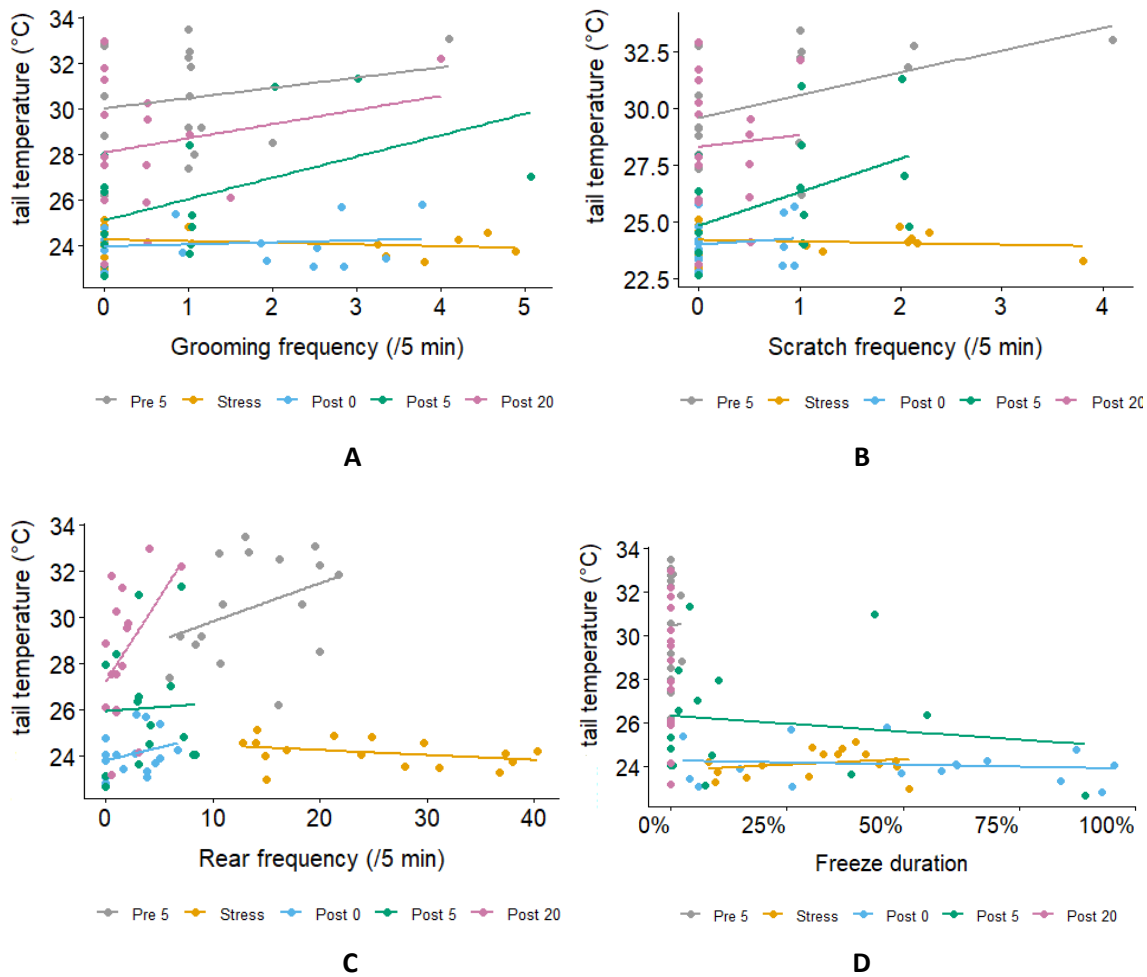 34
32
30
28
26
24
tail temperature (°C)
0 1 2 3 4 5
Grooming frequency (/5 min)
Pre 5 Stress Post 0 Post 5 Post 20
A
32.5
30.0
27.5
25.0
22.5
tail temperature (°C)
0 1 2 3 4
Scratch frequency (/5 min)
Pre 5 Stress Post 0 Post 5 Post 20
B
34
32
30
28
26
24
tail temperature (°C)
0 10 20 30 40
Rear frequency (/5 min)
Pre 5 Stress Post 0 Post 5 Post 20
C
34
32
30
28
26
24
tail temperature (°C)
0% 25% 50% 75% 100%
Freeze duration
Pre 5 Stress Post 0 Post 5 Post 20
D